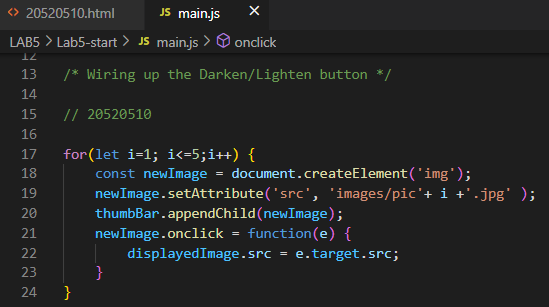 20520510.html
JS main.js
LAB5 > Lab5-start > JS main.js > onclick
12
13 /* Wiring up the Darken/Lighten button */
14
15 // 20520510
16
17 for(let i=1; i<=5;i++) {
18     const newImage = document.createElement('img');
19     newImage.setAttribute('src', 'images/pic'+ i +'.jpg' );
20     thumbBar.appendChild(newImage);
21     newImage.onclick = function(e) {
22         displayedImage.src = e.target.src;
23     }
24 }